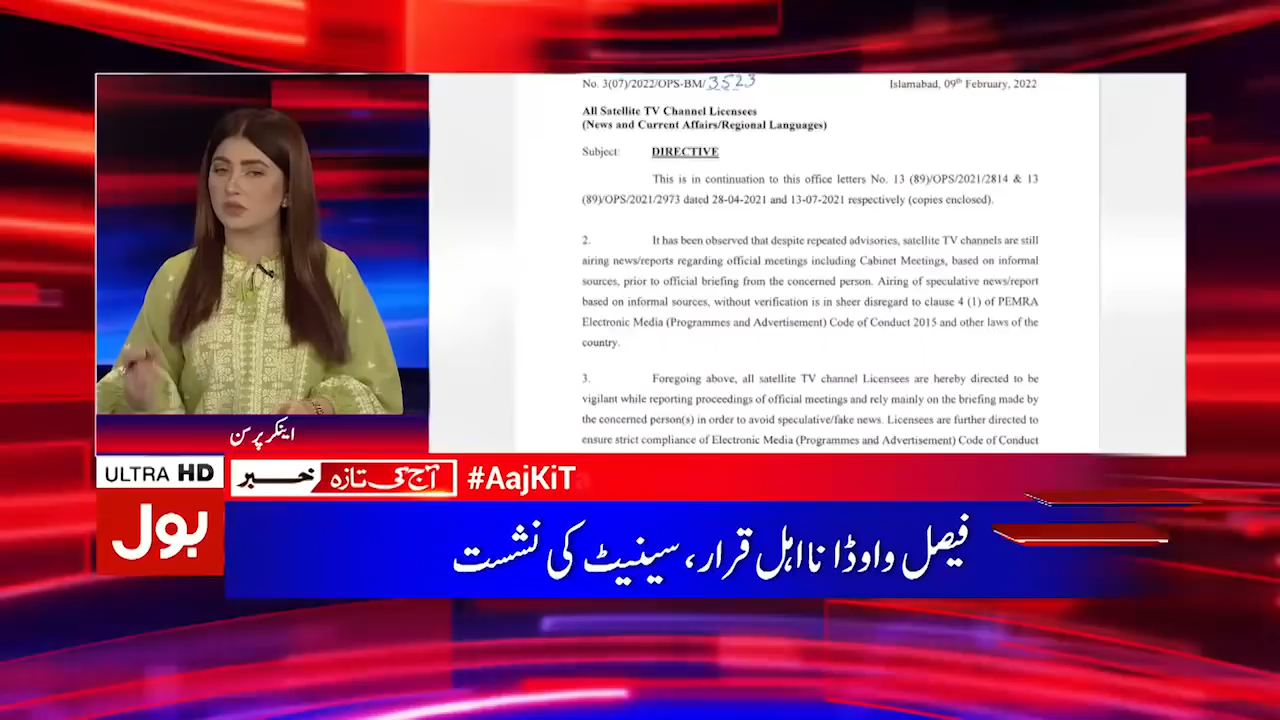 No. 3(07)/2022/OPS-BM/3523
Islamabad, 09th February, 2022
All Satellite TV Channel Licensees
(News and Current Affairs/Regional Languages)
Subject: DIRECTIVE
This is in continuation to this office letters No. 13 (89)/OPS/2021/2814 & 13
(89)/OPS/2021/2973 dated 28-04-2021 and 13-07-2021 respectively (copies enclosed).
2. It has been observed that despite repeated advisories, satellite TV channels are still
airing news/reports regarding official meetings including Cabinet Meetings, based on informal
sources, prior to official briefing from the concerned person. Airing of speculative news/report
based on informal sources, without verification is in sheer disregard to clause 4 (1) of PEMRA
Electronic Media (Programmes and Advertisement) Code of Conduct 2015 and other laws of the
country.
3. Foregoing above, all satellite TV channel Licensees are hereby directed to be
vigilant while reporting proceedings of official meetings and rely mainly on the briefing made
by the concerned person(s) in order to avoid speculative/fake news. Licensees are further directed to
ensure strict compliance of Electronic Media (Programmes and Advertisement) Code of Conduct
اینکر پرسن
ULTRA HD
آج کی تازہ خبر
#AajKiTa
بول
فیصل واوڈا نااہل قرار، سینیٹ کی نشست